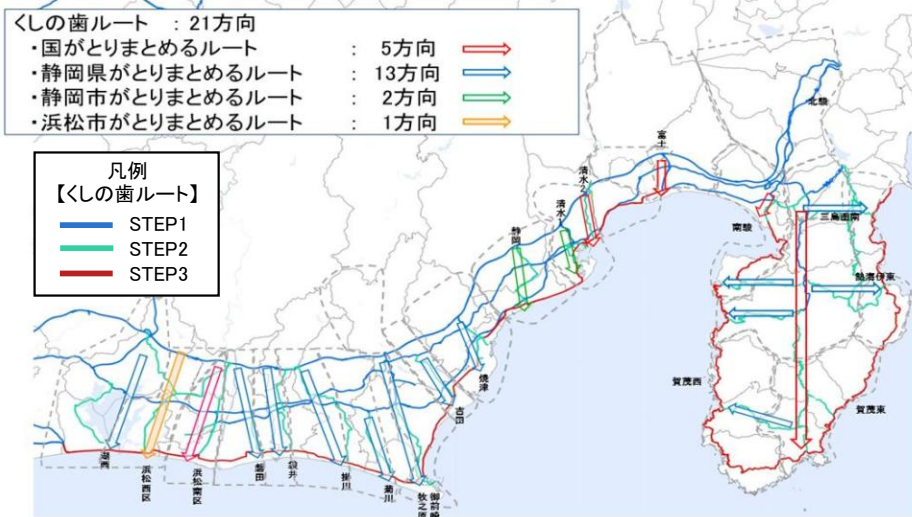 くしの歯ルート : 21方向
・国がとりまとめるルート : 5方向
・静岡県がとりまとめるルート : 13方向
・静岡市がとりまとめるルート : 2方向
・浜松市がとりまとめるルート : 1方向
凡例
【くしの歯ルート】
STEP1
STEP2
STEP3
北駿
富士
清水2
清水
静岡
南駿
三島函南
熱海伊東
賀茂西
賀茂東
焼津
吉田
御前崎
牧之原
菊川
掛川
袋井
磐田
浜松南区
浜松西区
湖西